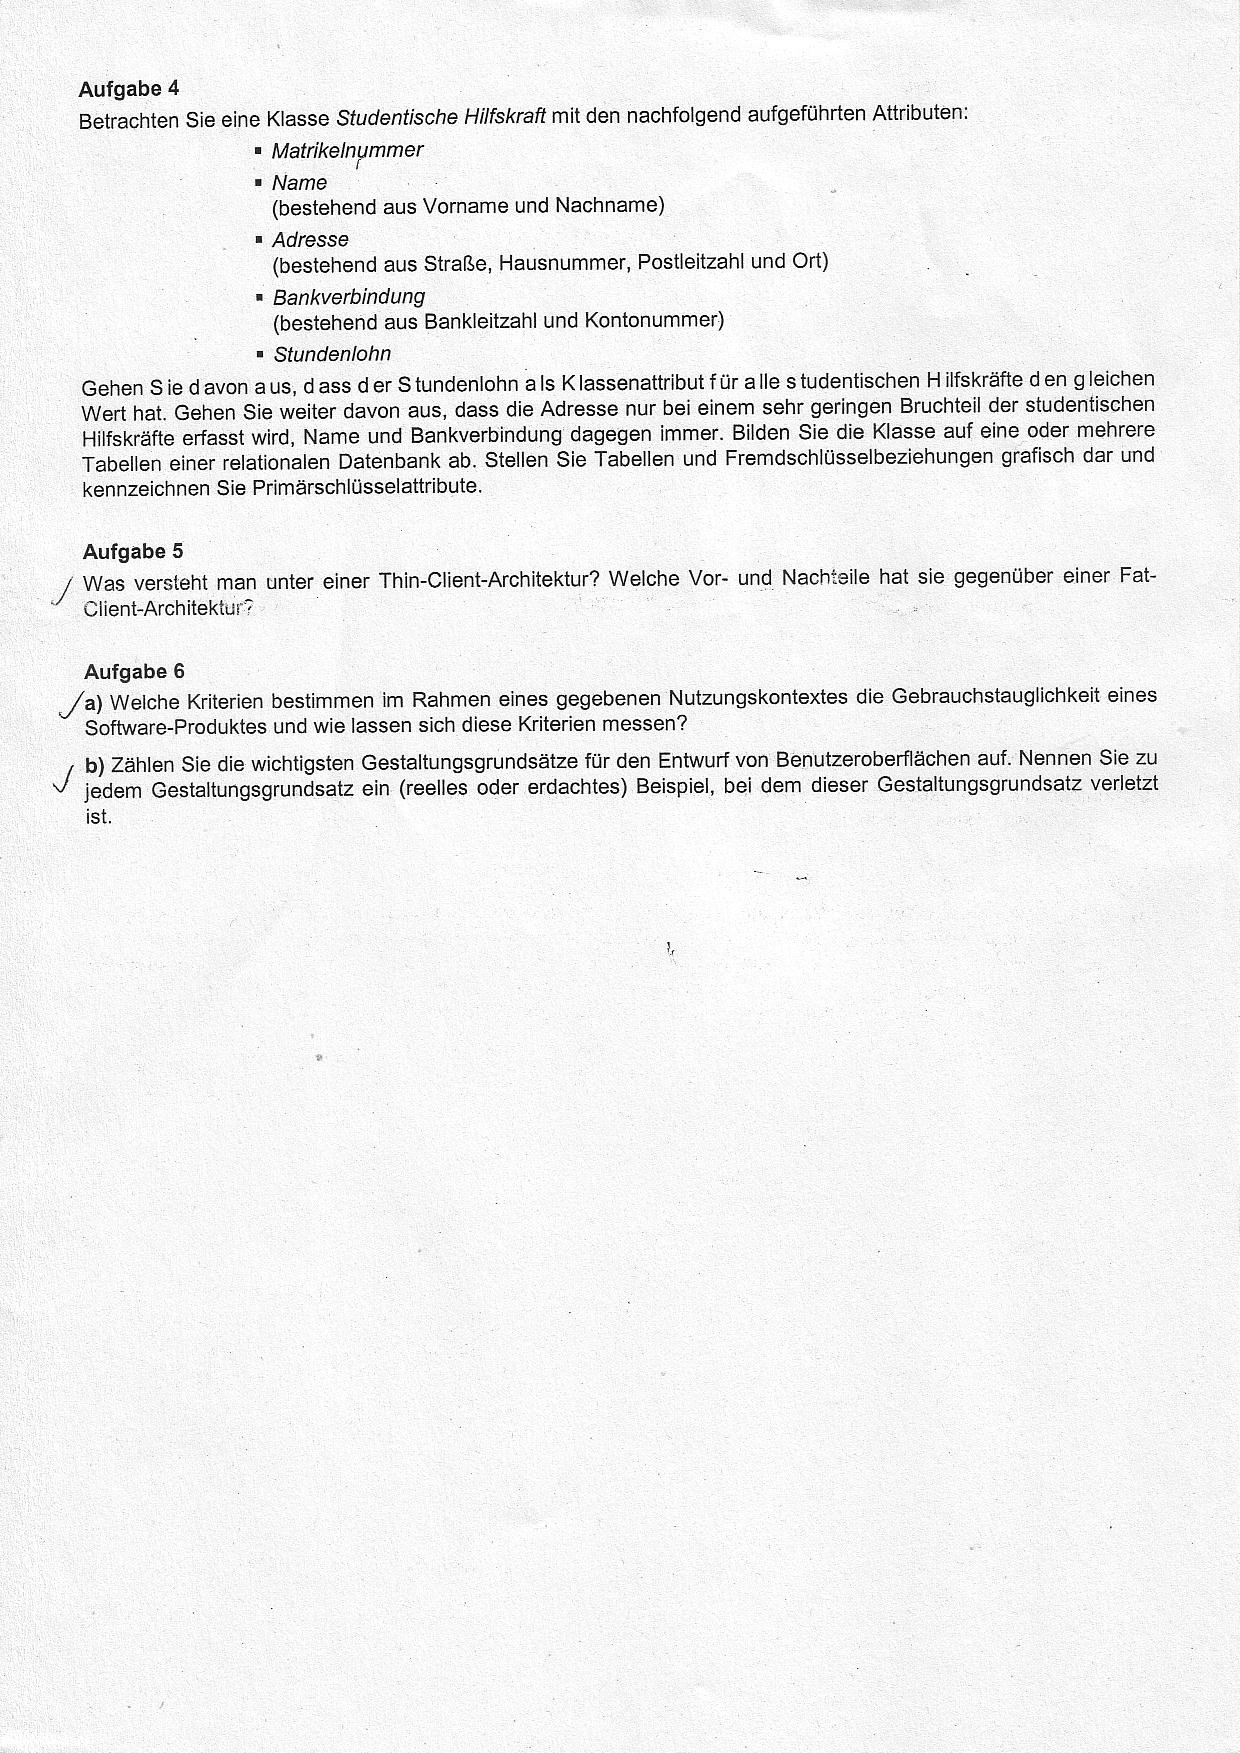 Aufgabe 4
Betrachten Sie eine Klasse Studentische Hilfskraft mit den nachfolgend aufgeführten Attributen:
▪ Matrikelnummer
▪ Name
(bestehend aus Vorname und Nachname)
▪ Adresse
(bestehend aus Straße, Hausnummer, Postleitzahl und Ort)
▪ Bankverbindung
(bestehend aus Bankleitzahl und Kontonummer)
▪ Stundenlohn
Gehen Sie davon aus, dass der Stundenlohn als Klassenattribut für alle studentischen Hilfskräfte den gleichen
Wert hat. Gehen Sie weiter davon aus, dass die Adresse nur bei einem sehr geringen Bruchteil der studentischen
Hilfskräfte erfasst wird, Name und Bankverbindung dagegen immer. Bilden Sie die Klasse auf eine oder mehrere
Tabellen einer relationalen Datenbank ab. Stellen Sie Tabellen und Fremdschlüsselbeziehungen grafisch dar und
kennzeichnen Sie Primärschlüsselattribute.
Aufgabe 5
Was versteht man unter einer Thin-Client-Architektur? Welche Vor- und Nachteile hat sie gegenüber einer Fat-
Client-Architektur?
Aufgabe 6
a) Welche Kriterien bestimmen im Rahmen eines gegebenen Nutzungskontextes die Gebrauchstauglichkeit eines
Software-Produktes und wie lassen sich diese Kriterien messen?
b) Zählen Sie die wichtigsten Gestaltungsgrundsätze für den Entwurf von Benutzeroberflächen auf. Nennen Sie zu
jedem Gestaltungsgrundsatz ein (reelles oder erdachtes) Beispiel, bei dem dieser Gestaltungsgrundsatz verletzt
ist.